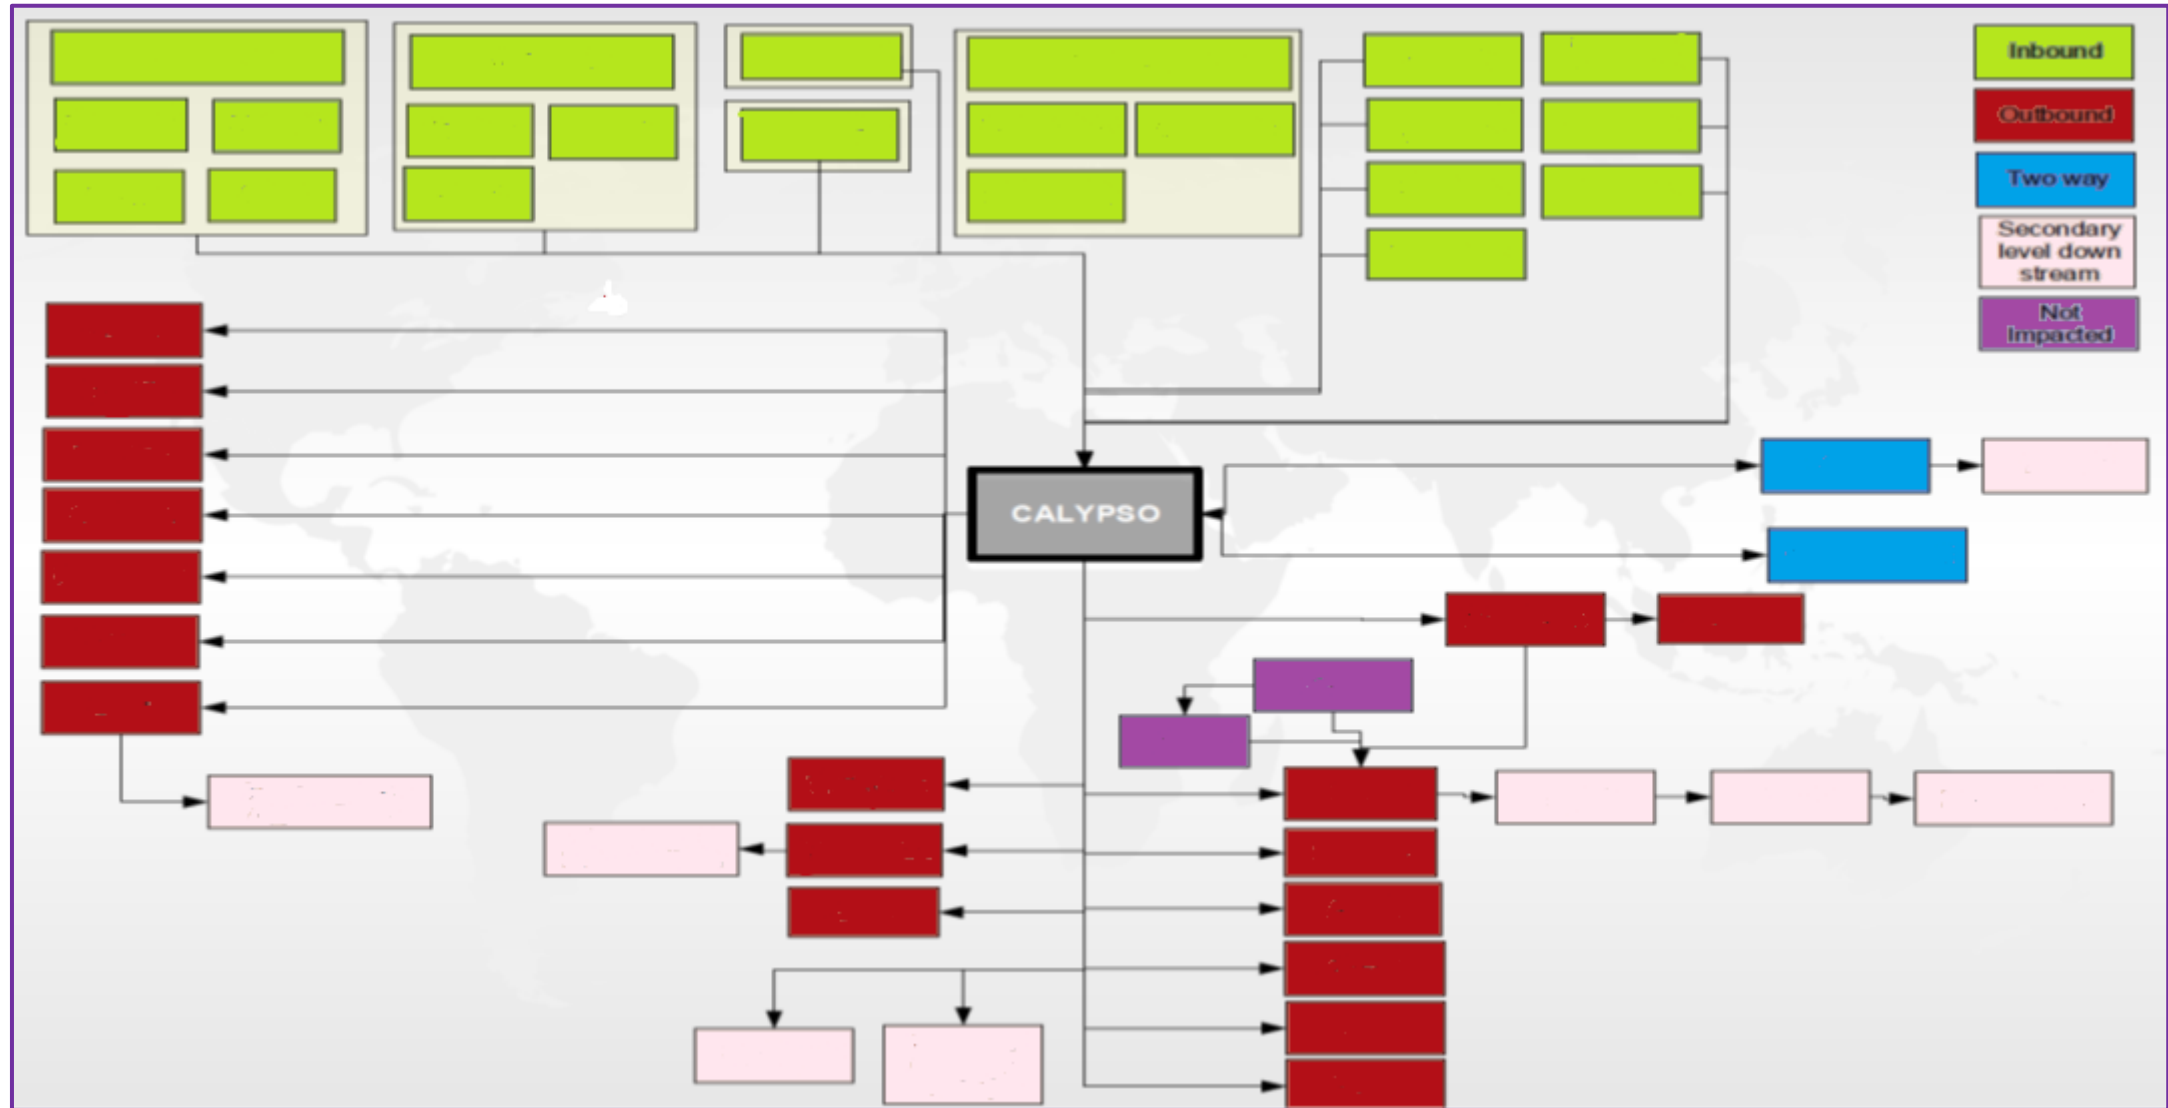 Inbound
Outbound
Two way
Secondary
level down
stream
Not
Impacted
CALYPSO